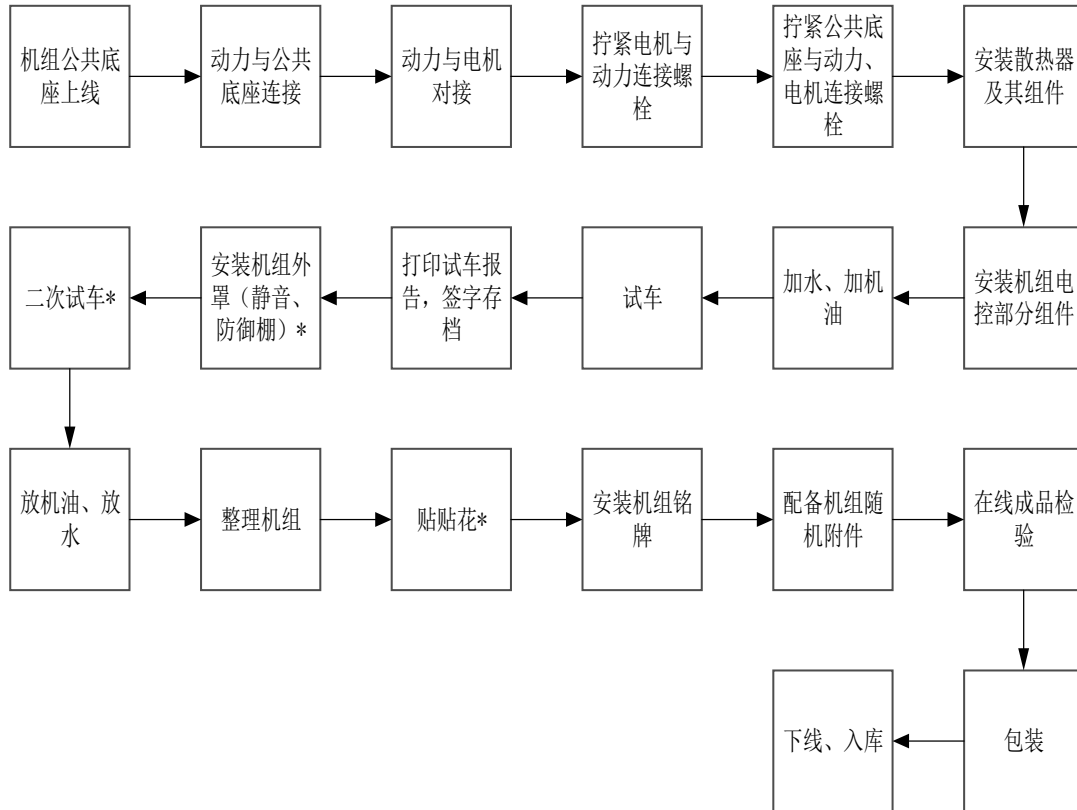 机组公共底
座上线
动力与公共
底座连接
动力与电机
对接
拧紧电机与
动力连接螺
栓
拧紧公共底
座与动力、
电机连接螺
栓
安装散热器
及其组件
二次试车*
安装机组外
罩（静音、
防御棚）*
打印试车报
告，签字存
档
试车
加水、加机
油
安装机组电
控部分组件
放机油、放
水
整理机组
贴贴花*
安装机组铭
牌
配备机组随
机附件
在线成品检
验
下线、入库
包装